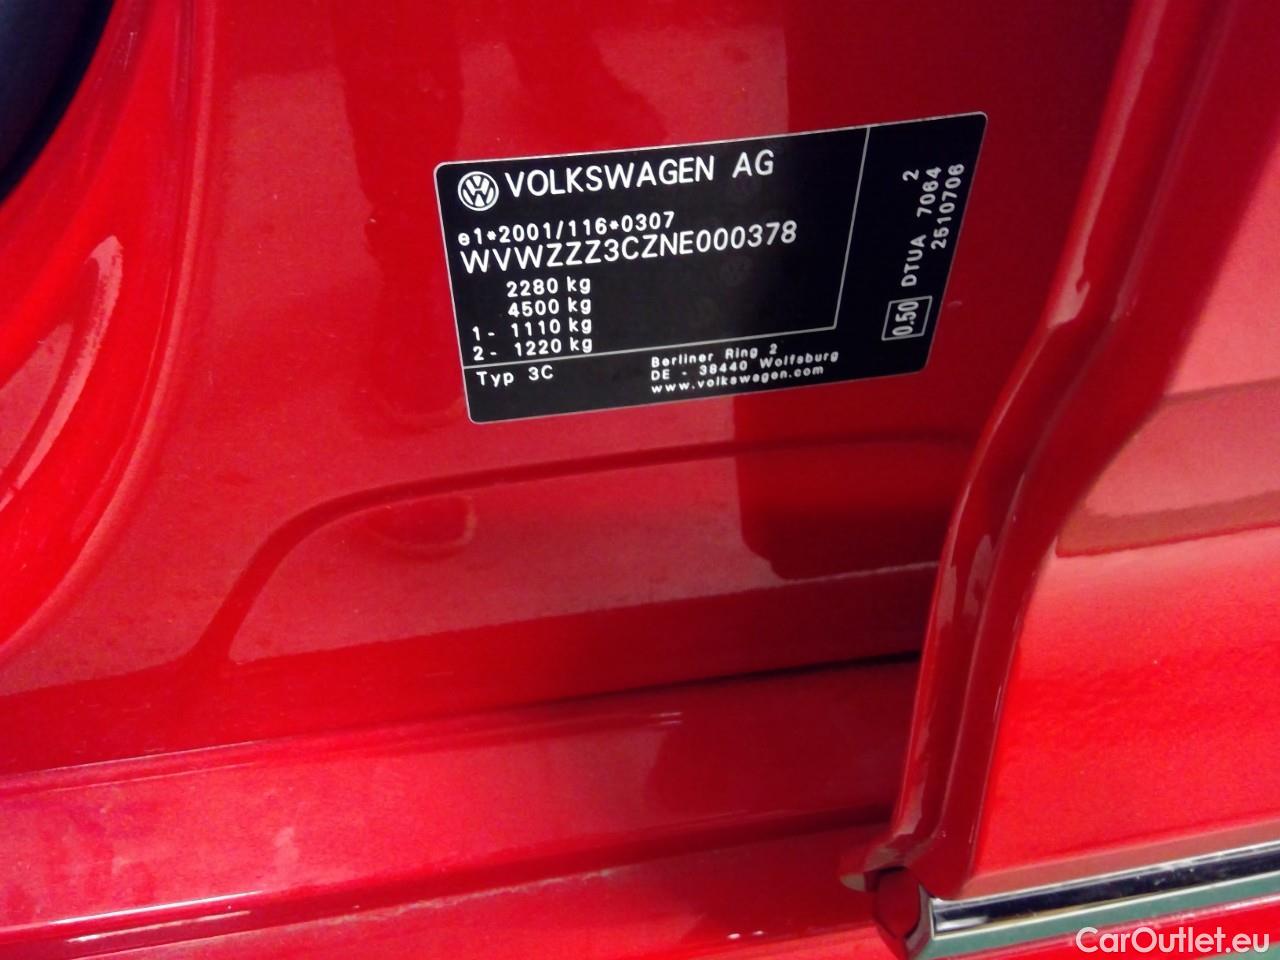 VOLKSWAGEN AG
e1*2001/116*0307
WVWZZZ3CZNE000378
2280 kg
4500 kg
1- 1110 kg
2- 1220 kg
Typ 3C
Berliner Ring 2
DE - 38440 Wolfsburg
www.volkswagen.com
0.50 DTUA 7064 2
2510706
CarOutlet.eu